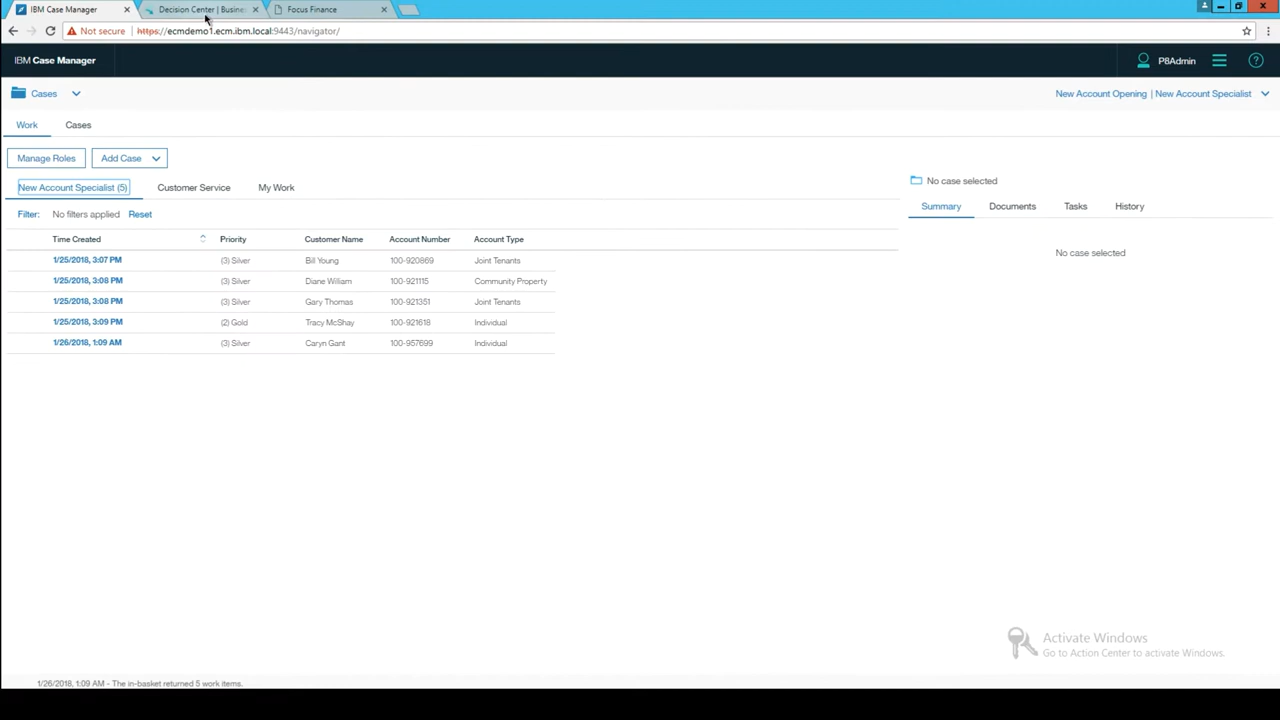 IBM Case Manager
Decision Center | Busine
Focus Finance
Not secure | https://ecmdemo1.ecm.ibm.local:9443/navigator/
IBM Case Manager
P8Admin
Cases
New Account Opening | New Account Specialist
Work
Cases
Manage Roles
Add Case
New Account Specialist (5)
Customer Service
My Work
Filter: No filters applied Reset
Time Created Priority Customer Name Account Number Account Type
1/25/2018, 3:07 PM (3) Silver Bill Young 100-920869 Joint Tenants
1/25/2018, 3:08 PM (3) Silver Diane William 100-921115 Community Property
1/25/2018, 3:08 PM (3) Silver Gary Thomas 100-921351 Joint Tenants
1/25/2018, 3:09 PM (2) Gold Tracy McShay 100-921618 Individual
1/26/2018, 1:09 AM (3) Silver Caryn Gant 100-957699 Individual
No case selected
Summary Documents Tasks History
No case selected
Activate Windows
Go to Action Center to activate Windows.
1/26/2018, 1:09 AM - The in-basket returned 5 work items.